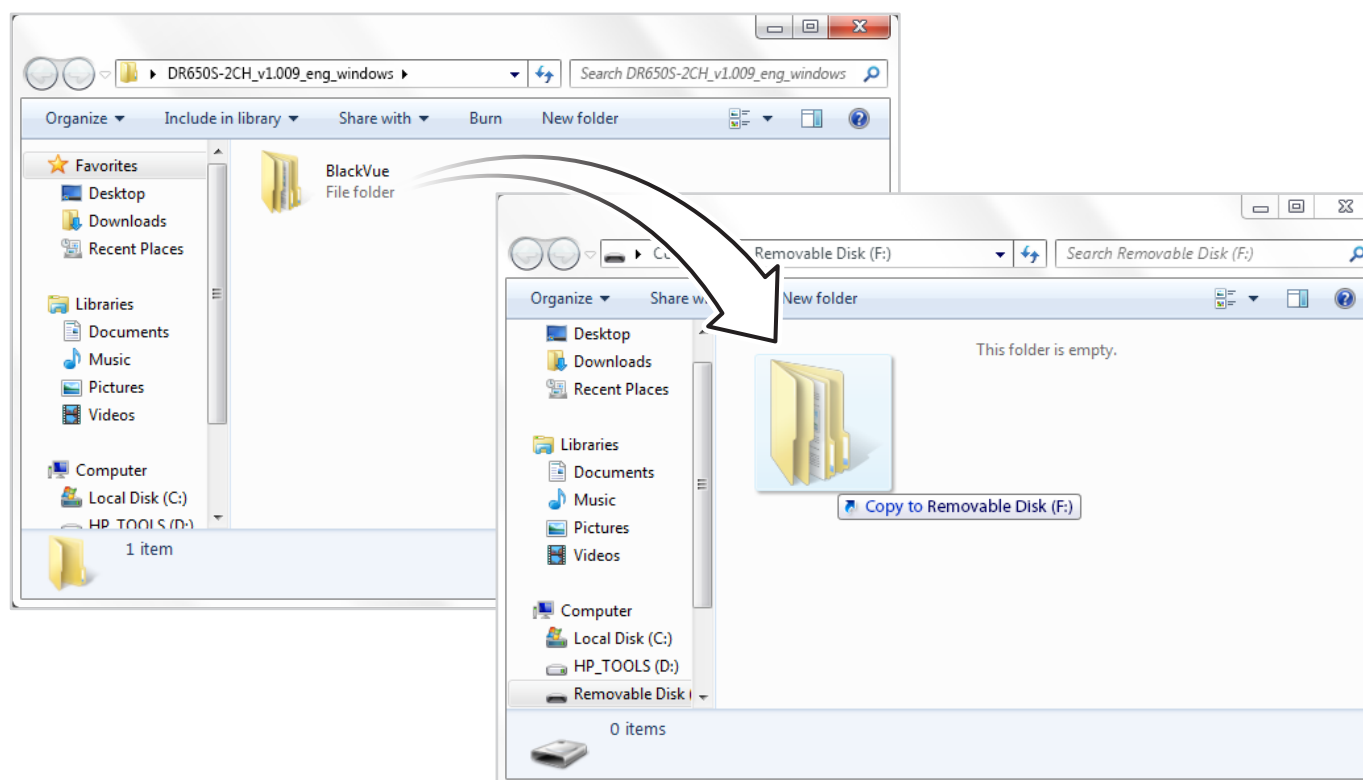 DR650S-2CH_v1.009_eng_windows
Search DR650S-2CH_v1.009_eng_windows
Organize Include in library Share with Burn New folder
Favorites
Desktop
Downloads
Recent Places
Libraries
Documents
Music
Pictures
Videos
Computer
Local Disk (C:)
HP_TOOLS (D:)
BlackVue
File folder
1 item
Removable Disk (F:)
Search Removable Disk (F:)
Organize Share New folder
Desktop
Downloads
Recent Places
Libraries
Documents
Music
Pictures
Videos
Computer
Local Disk (C:)
HP_TOOLS (D:)
Removable Disk (
This folder is empty.
Copy to Removable Disk (F:)
0 items